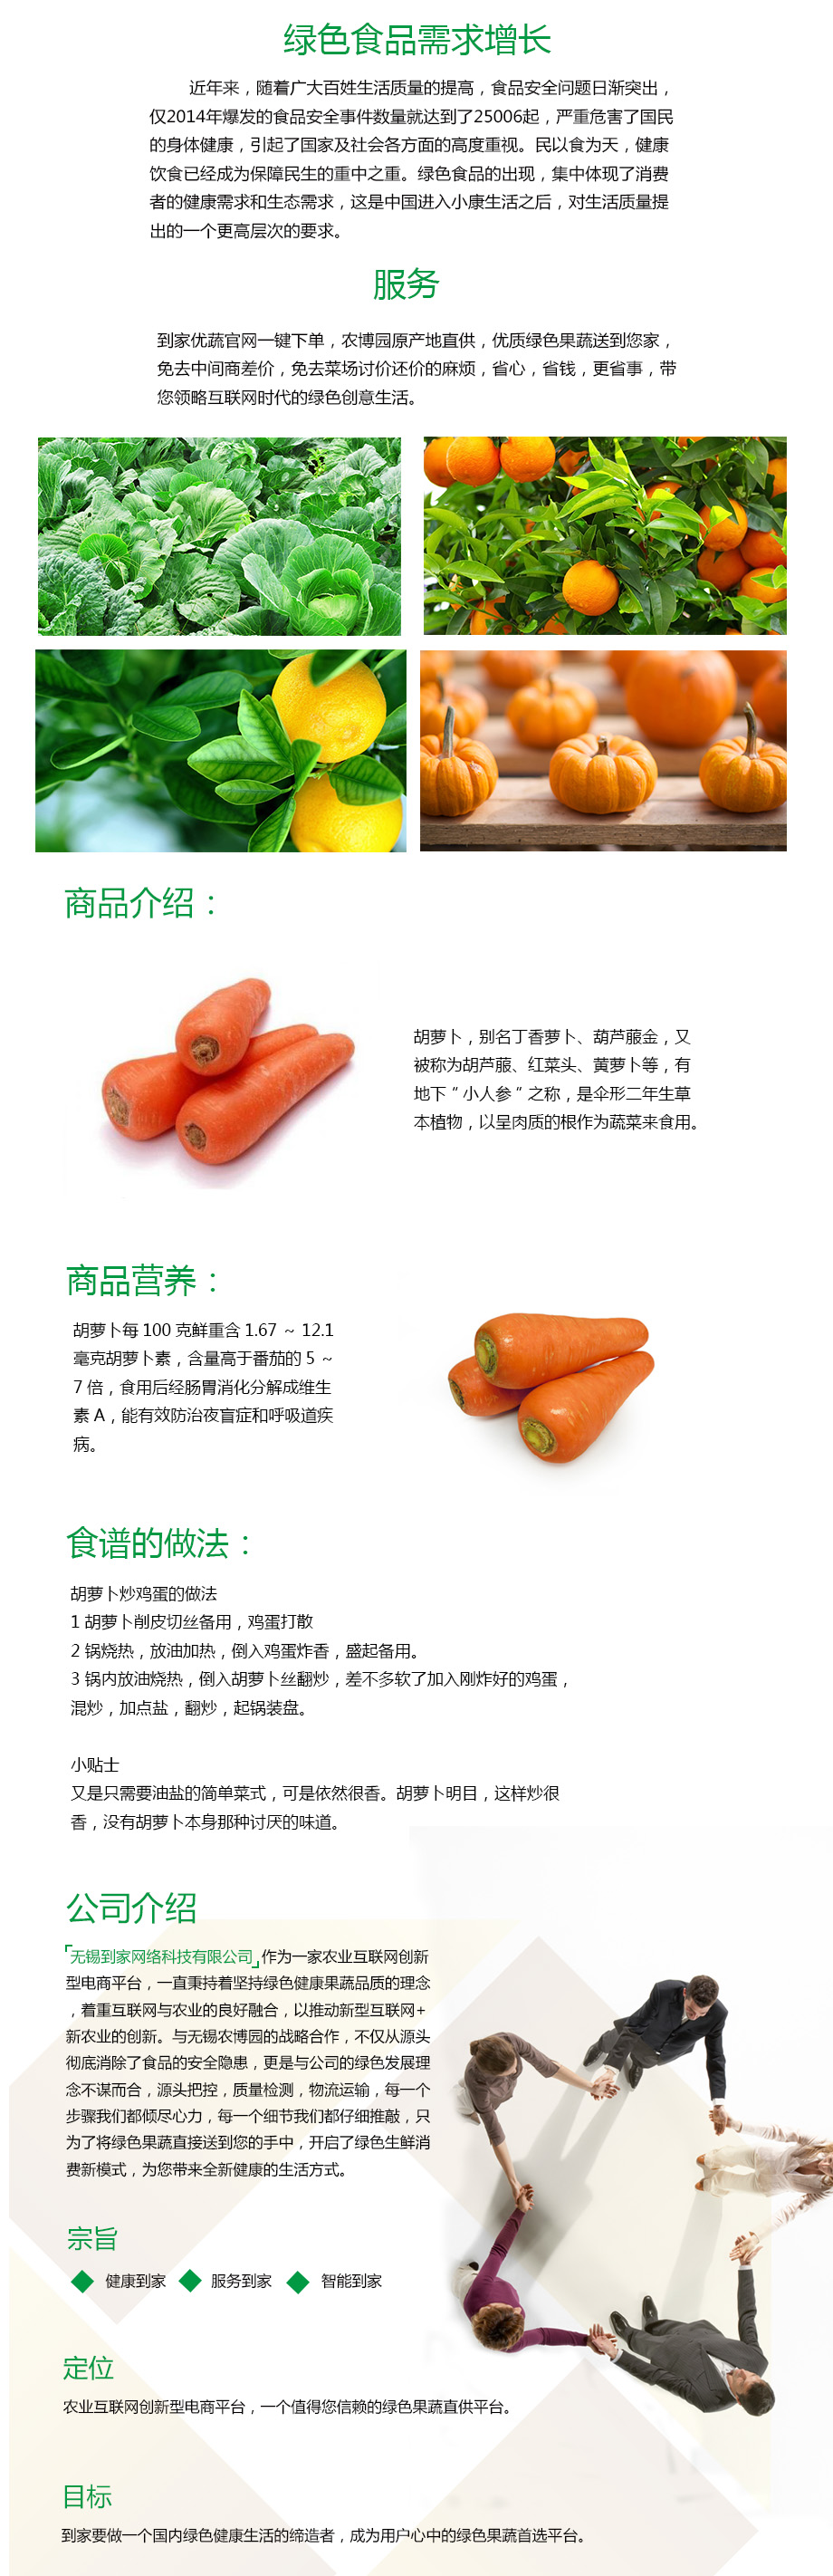 绿色食品需求增长
近年来，随着广大百姓生活质量的提高，食品安全问题日渐突出，
仅2014年爆发的食品安全事件数量就达到了25006起，严重危害了国民
的身体健康，引起了国家及社会各方面的高度重视。民以食为天，健康
饮食已经成为保障民生的重中之重。绿色食品的出现，集中体现了消费
者的健康需求和生态需求，这是中国进入小康生活之后，对生活质量提
出的一个更高层次的要求。
服务
到家优蔬官网一键下单，农博园原产地直供，优质绿色果蔬送到您家，
免去中间商差价，免去菜场讨价还价的麻烦，省心，省钱，更省事，带
您领略互联网时代的绿色创意生活。
商品介绍：
胡萝卜，别名丁香萝卜、葫芦菔金，又
被称为胡芦菔、红菜头、黄萝卜等，有
地下“小人参”之称，是伞形二年生草
本植物，以呈肉质的根作为蔬菜来食用。
商品营养：
胡萝卜每 100 克鲜重含 1.67 ～ 12.1
毫克胡萝卜素，含量高于番茄的 5 ～
7 倍，食用后经肠胃消化分解成维生
素 A，能有效防治夜盲症和呼吸道疾
病。
食谱的做法：
胡萝卜炒鸡蛋的做法
1 胡萝卜削皮切丝备用，鸡蛋打散
2 锅烧热，放油加热，倒入鸡蛋炸香，盛起备用。
3 锅内放油烧热，倒入胡萝卜丝翻炒，差不多软了加入刚炸好的鸡蛋，
混炒，加点盐，翻炒，起锅装盘。
小贴士
又是只需要油盐的简单菜式，可是依然很香。胡萝卜明目，这样炒很
香，没有胡萝卜本身那种讨厌的味道。
公司介绍
「无锡到家网络科技有限公司」作为一家农业互联网创新
型电商平台，一直秉持着坚持绿色健康果蔬品质的理念
，着重互联网与农业的良好融合，以推动新型互联网+
新农业的创新。与无锡农博园的战略合作，不仅从源头
彻底消除了食品的安全隐患，更是与公司的绿色发展理
念不谋而合，源头把控，质量检测，物流运输，每一个
步骤我们都倾尽心力，每一个细节我们都仔细推敲，只
为了将绿色果蔬直接送到您的手中，开启了绿色生鲜消
费新模式，为您带来全新健康的生活方式。
宗旨
健康到家 服务到家 智能到家
定位
农业互联网创新型电商平台，一个值得您信赖的绿色果蔬直供平台。
目标
到家要做一个国内绿色健康生活的缔造者，成为用户心中的绿色果蔬首选平台。